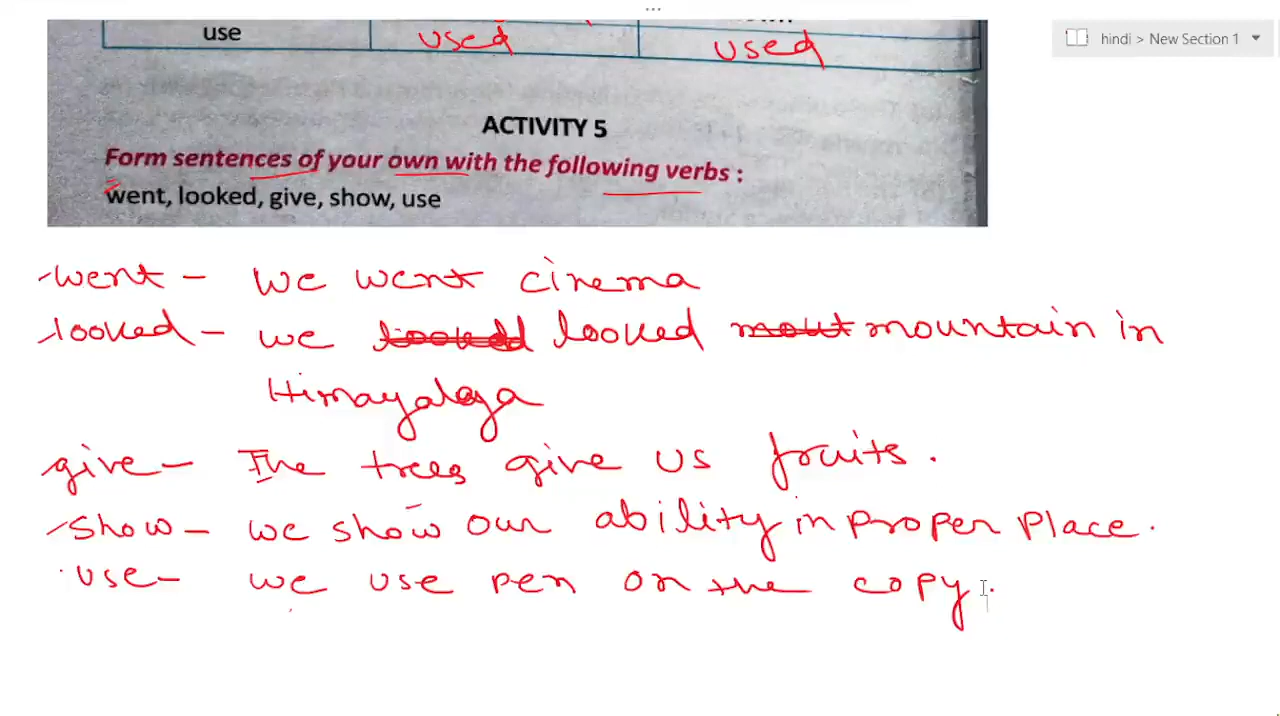 ...
use used used
hindi > New Section 1
ACTIVITY 5
Form sentences of your own with the following verbs :
went, looked, give, show, use
went - we went cinema
looked - we looked looked mout mountain in
Himayalaya
give - The trees give us fruits.
show - we show our ability in proper place.
use - we use pen on the copy.